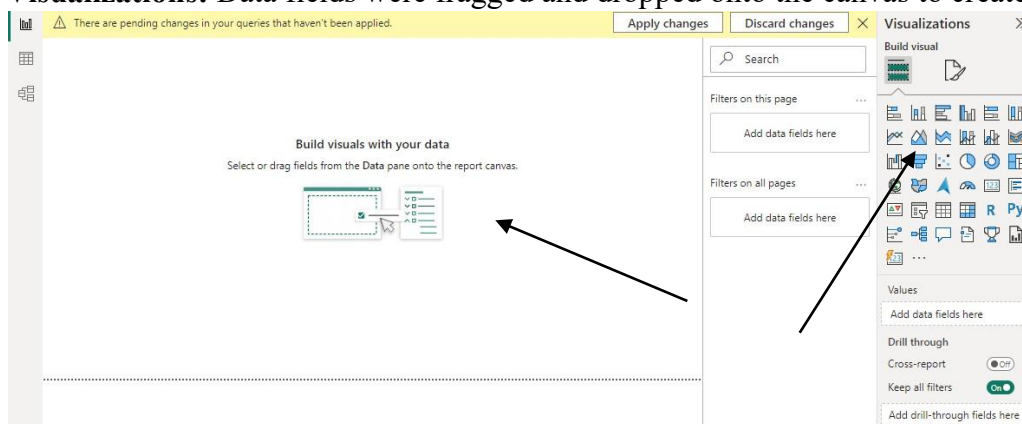 Visualizations: Data fields were fragged and dropped onto the canvas to create
There are pending changes in your queries that haven't been applied.
Apply changes
Discard changes
Visualizations
Build visual
Search
Filters on this page
Add data fields here
Filters on all pages
Add data fields here
Build visuals with your data
Select or drag fields from the Data pane onto the report canvas.
123
R Py
123
Values
Add data fields here
Drill through
Cross-report
Off
Keep all filters
On
Add drill-through fields here